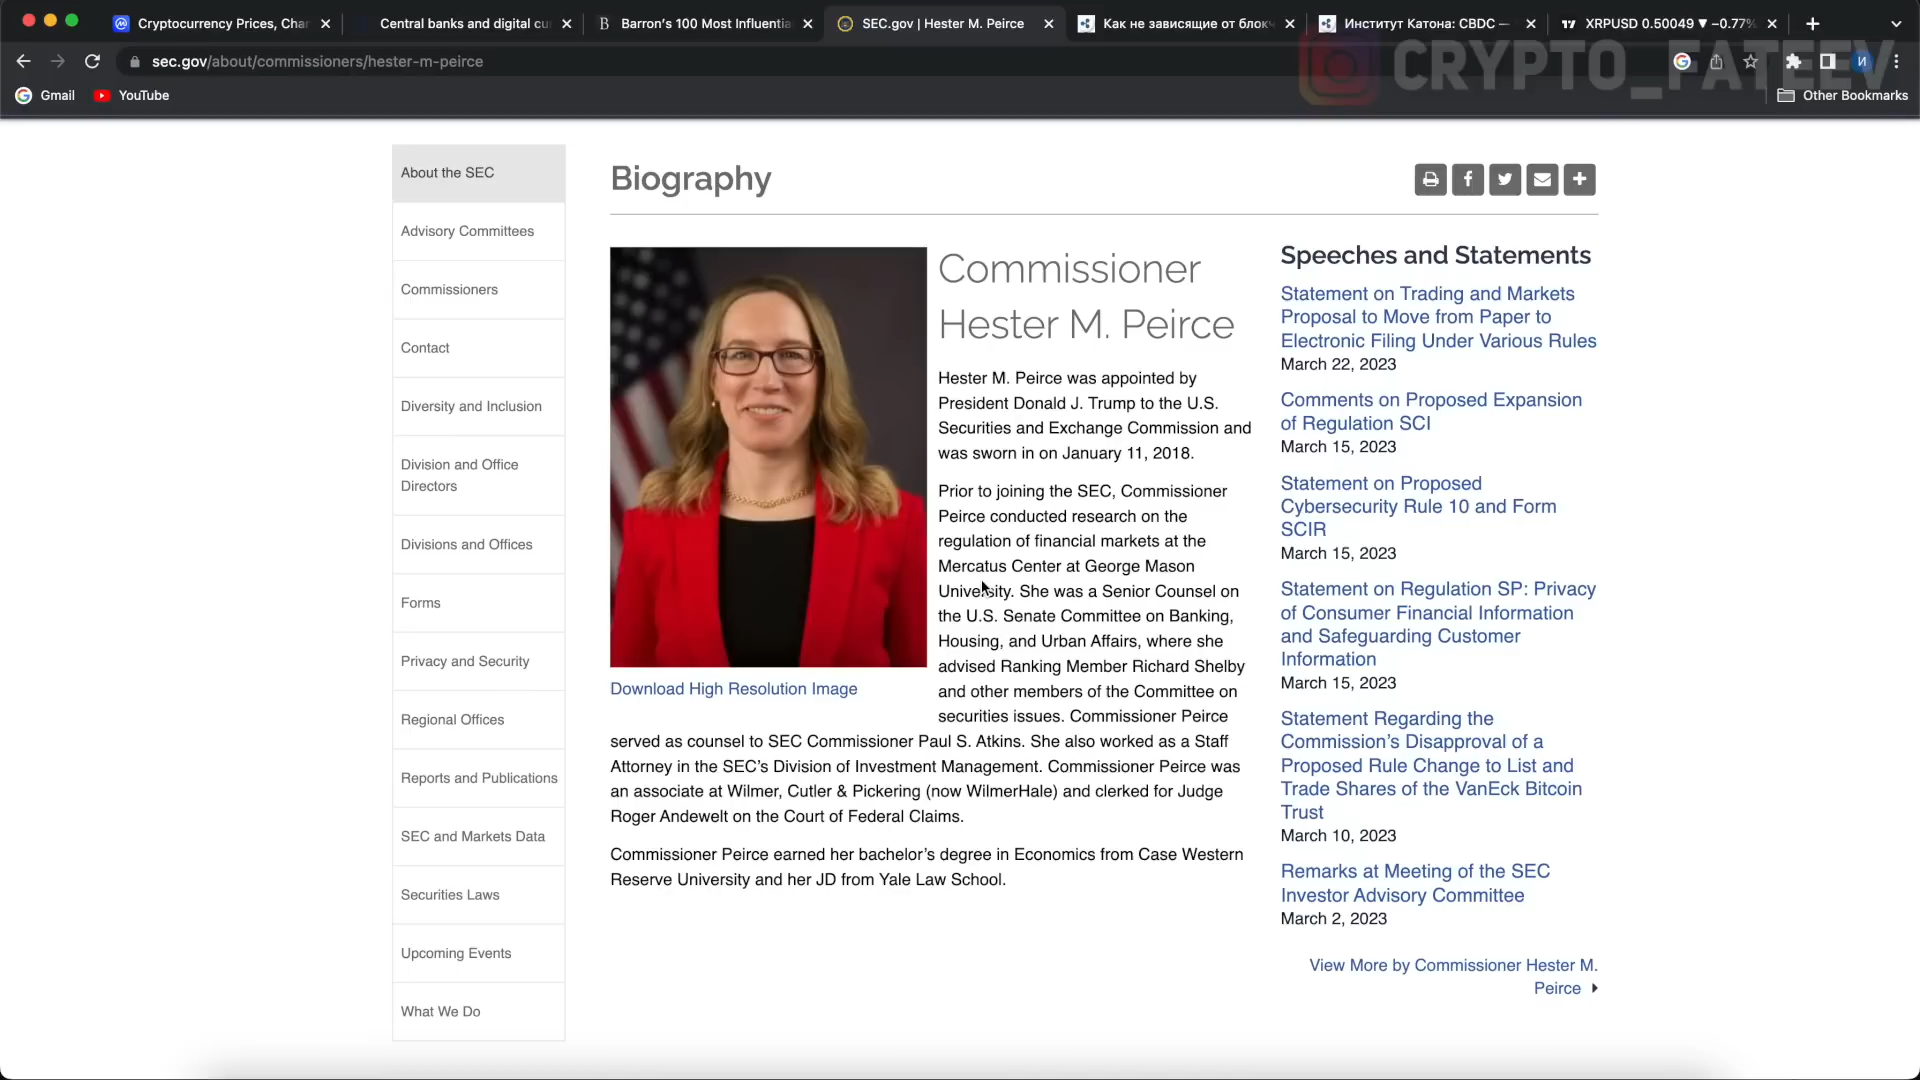 Cryptocurrency Prices, Cha
Central banks and digital cu
Barron's 100 Most Influentia
SEC.gov | Hester M. Peirce
Как не зависящие от блокч
Институт Катона: CBDC —
XRPUSD 0.50049 ▼ −0.77%
sec.gov/about/commissioners/hester-m-peirce
CRYPTO_FATEEV
Gmail
YouTube
Other Bookmarks
About the SEC
Advisory Committees
Commissioners
Contact
Diversity and Inclusion
Division and Office
Directors
Divisions and Offices
Forms
Privacy and Security
Regional Offices
Reports and Publications
SEC and Markets Data
Securities Laws
Upcoming Events
What We Do
Biography
Commissioner
Hester M. Peirce
Hester M. Peirce was appointed by
President Donald J. Trump to the U.S.
Securities and Exchange Commission and
was sworn in on January 11, 2018.
Prior to joining the SEC, Commissioner
Peirce conducted research on the
regulation of financial markets at the
Mercatus Center at George Mason
University. She was a Senior Counsel on
the U.S. Senate Committee on Banking,
Housing, and Urban Affairs, where she
advised Ranking Member Richard Shelby
and other members of the Committee on
securities issues. Commissioner Peirce
served as counsel to SEC Commissioner Paul S. Atkins. She also worked as a Staff
Attorney in the SEC's Division of Investment Management. Commissioner Peirce was
an associate at Wilmer, Cutler & Pickering (now WilmerHale) and clerked for Judge
Roger Andewelt on the Court of Federal Claims.
Commissioner Peirce earned her bachelor's degree in Economics from Case Western
Reserve University and her JD from Yale Law School.
Download High Resolution Image
Speeches and Statements
Statement on Trading and Markets
Proposal to Move from Paper to
Electronic Filing Under Various Rules
March 22, 2023
Comments on Proposed Expansion
of Regulation SCI
March 15, 2023
Statement on Proposed
Cybersecurity Rule 10 and Form
SCIR
March 15, 2023
Statement on Regulation SP: Privacy
of Consumer Financial Information
and Safeguarding Customer
Information
March 15, 2023
Statement Regarding the
Commission's Disapproval of a
Proposed Rule Change to List and
Trade Shares of the VanEck Bitcoin
Trust
March 10, 2023
Remarks at Meeting of the SEC
Investor Advisory Committee
March 2, 2023
View More by Commissioner Hester M.
Peirce